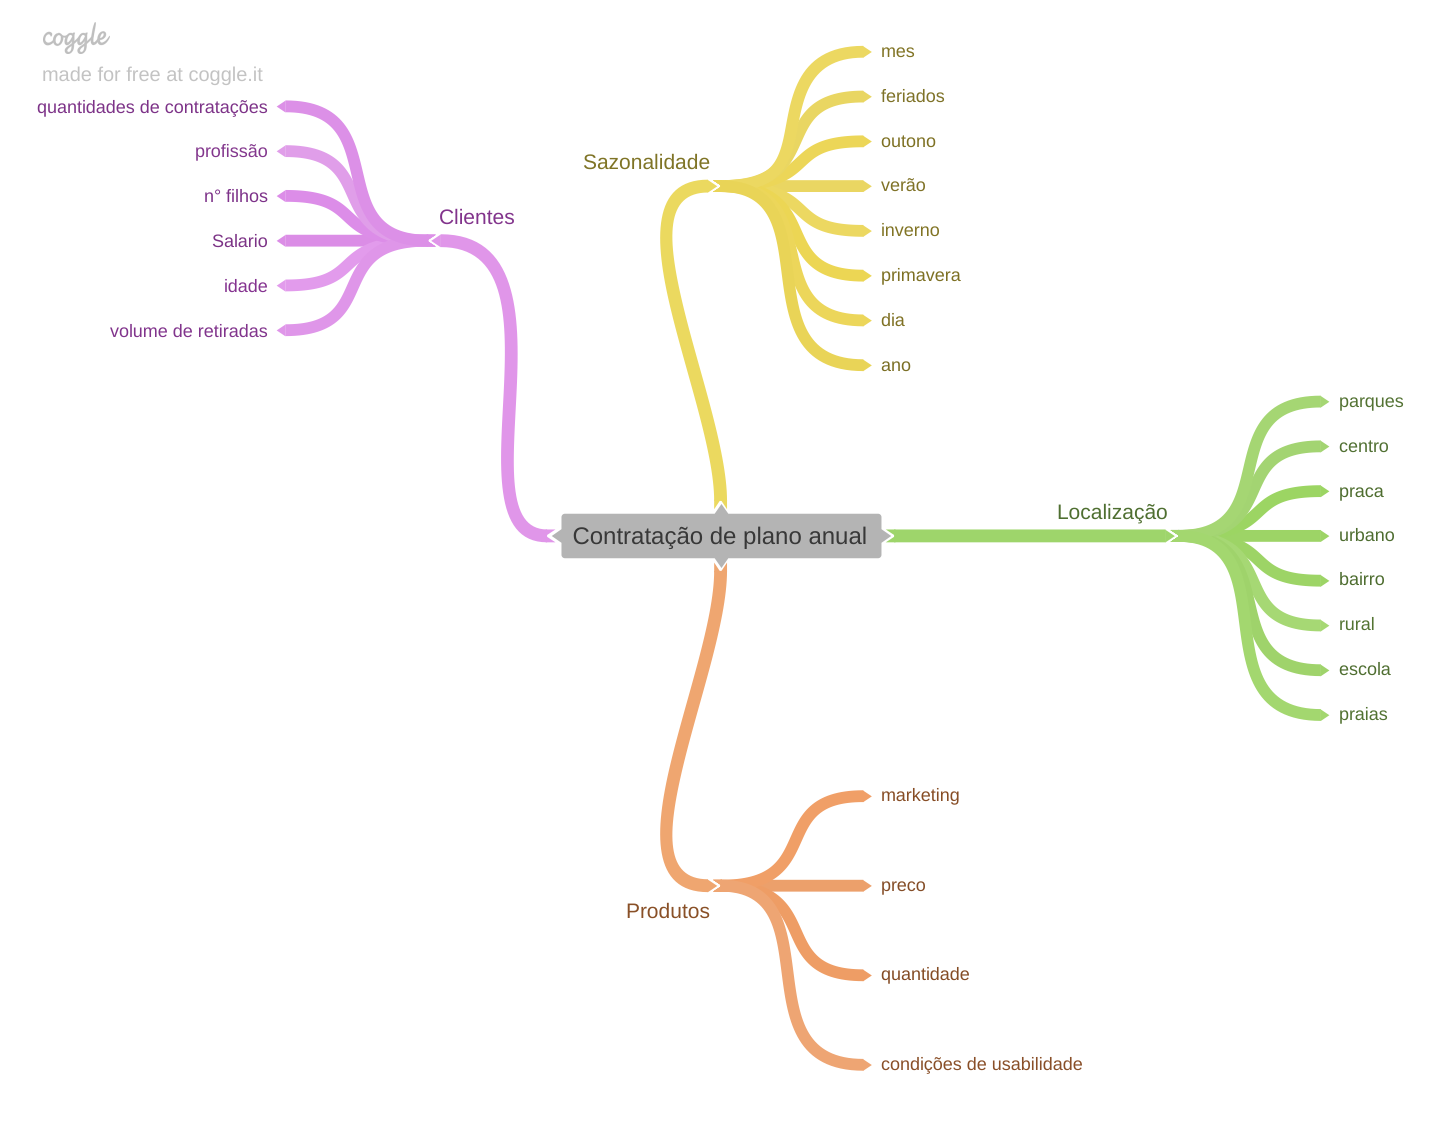 coggle
made for free at coggle.it
quantidades de contratações
profissão
n° filhos
Salario
idade
volume de retiradas
Clientes
Sazonalidade
mes
feriados
outono
verão
inverno
primavera
dia
ano
Contratação de plano anual
Localização
parques
centro
praca
urbano
bairro
rural
escola
praias
Produtos
marketing
preco
quantidade
condições de usabilidade